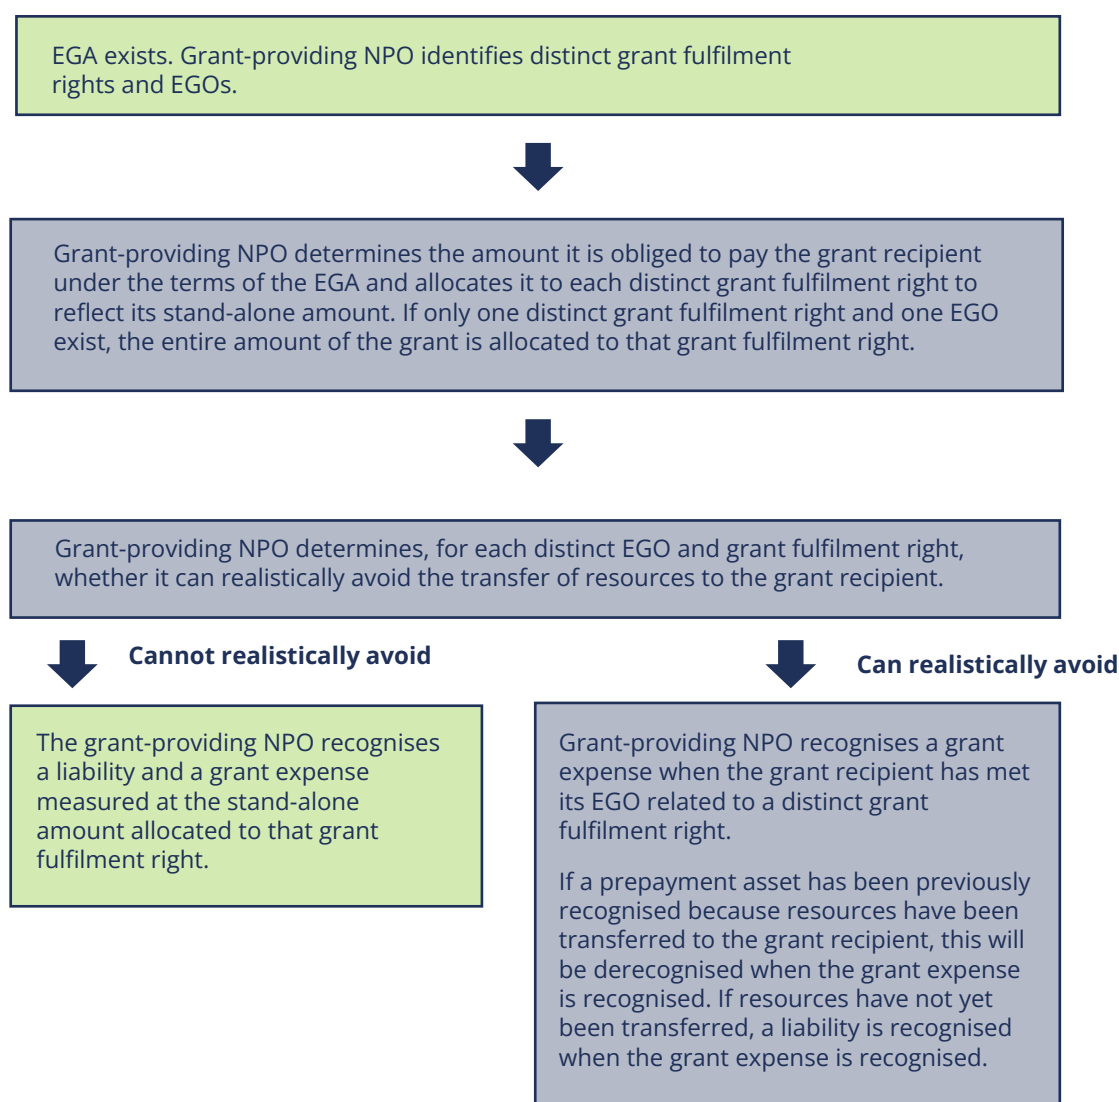 EGA exists. Grant-providing NPO identifies distinct grant fulfilment
rights and EGOs.
Grant-providing NPO determines the amount it is obliged to pay the grant recipient
under the terms of the EGA and allocates it to each distinct grant fulfilment right to
reflect its stand-alone amount. If only one distinct grant fulfilment right and one EGO
exist, the entire amount of the grant is allocated to that grant fulfilment right.
Grant-providing NPO determines, for each distinct EGO and grant fulfilment right,
whether it can realistically avoid the transfer of resources to the grant recipient.
Cannot realistically avoid
Can realistically avoid
The grant-providing NPO recognises
a liability and a grant expense
measured at the stand-alone
amount allocated to that grant
fulfilment right.
Grant-providing NPO recognises a grant
expense when the grant recipient has met
its EGO related to a distinct grant
fulfilment right.
If a prepayment asset has been previously
recognised because resources have been
transferred to the grant recipient, this will
be derecognised when the grant expense
is recognised. If resources have not yet
been transferred, a liability is recognised
when the grant expense is recognised.